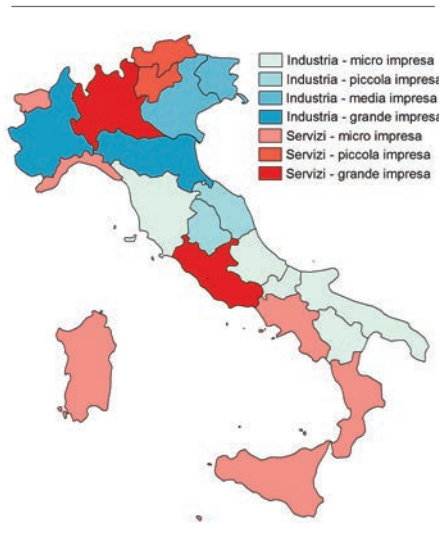 Industria - micro impresa
Industria - piccola impresa
Industria - media impresa
Industria - grande impresa
Servizi - micro impresa
Servizi - piccola impresa
Servizi - grande impresa